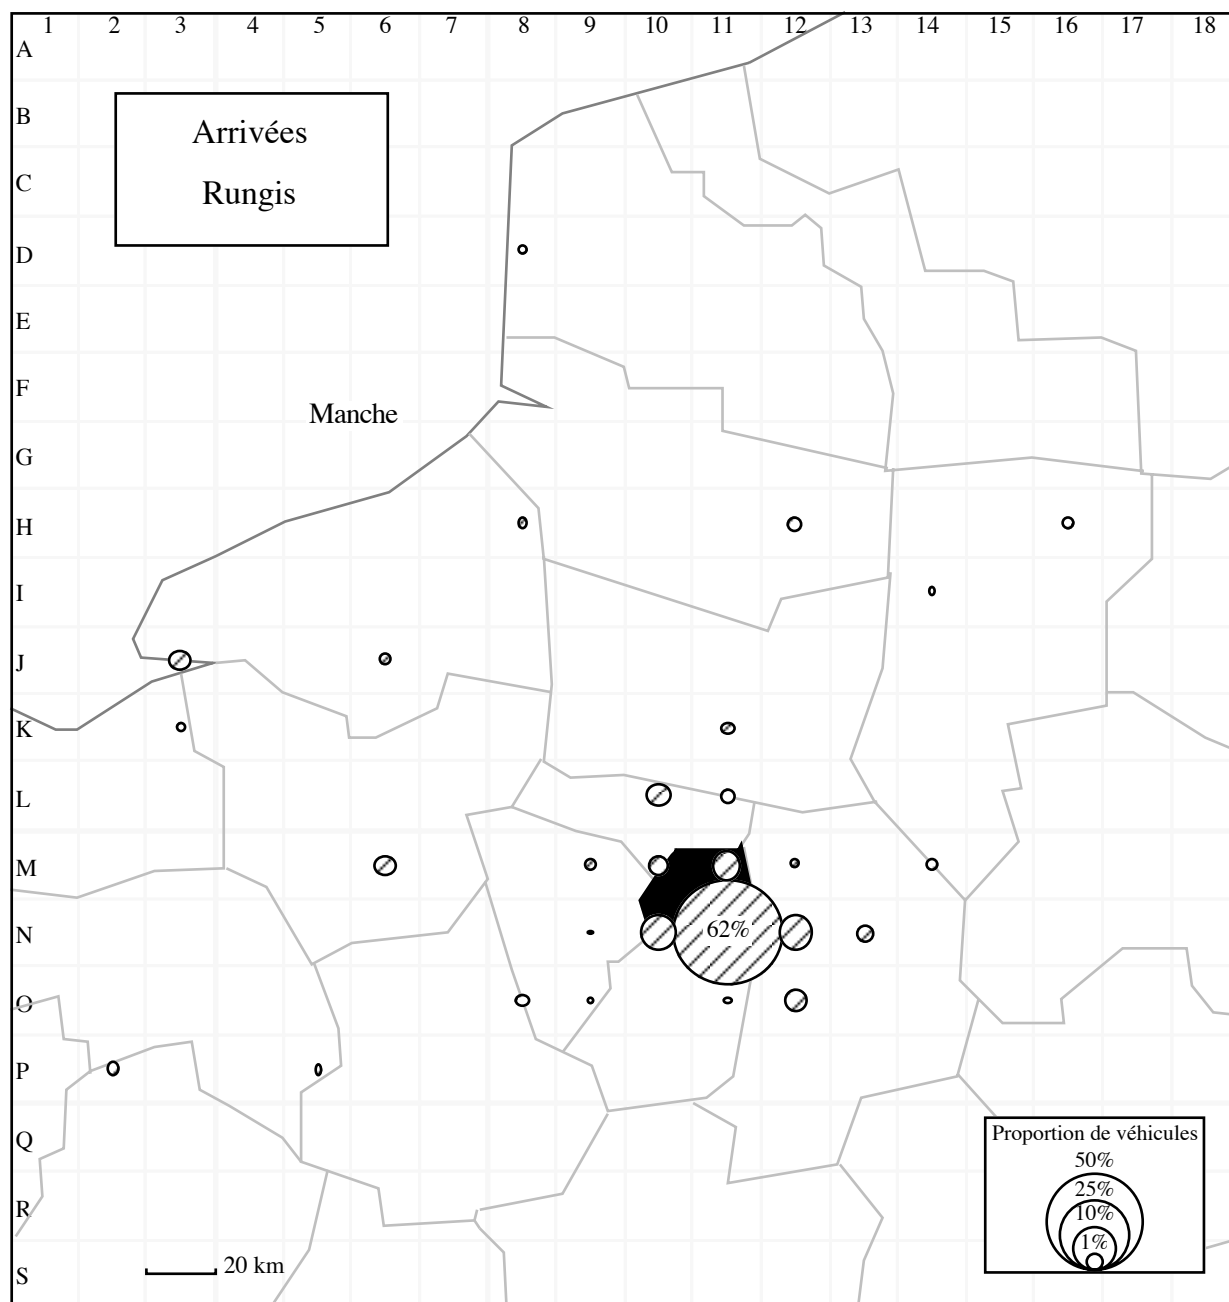 1 2 3 4 5 6 7 8 9 10 11 12 13 14 15 16 17 18
A
B
Arrivées
C
Rungis
D
E
F
Manche
G
H
I
J
K
L
M
N
62%
O
P
Q
R
S
20 km
Proportion de véhicules
50%
25%
10%
1%